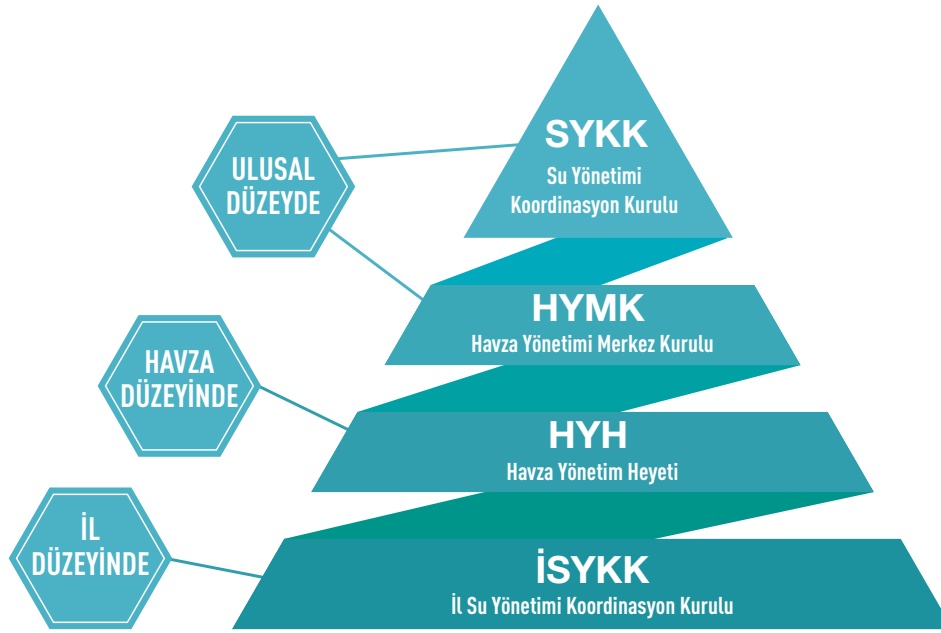 SYKK
Su Yönetimi
Koordinasyon Kurulu
ULUSAL
DÜZEYDE
HYMK
Havza Yönetimi Merkez Kurulu
HAVZA
DÜZEYİNDE
HYH
Havza Yönetim Heyeti
İL
DÜZEYİNDE
İSYKK
İl Su Yönetimi Koordinasyon Kurulu